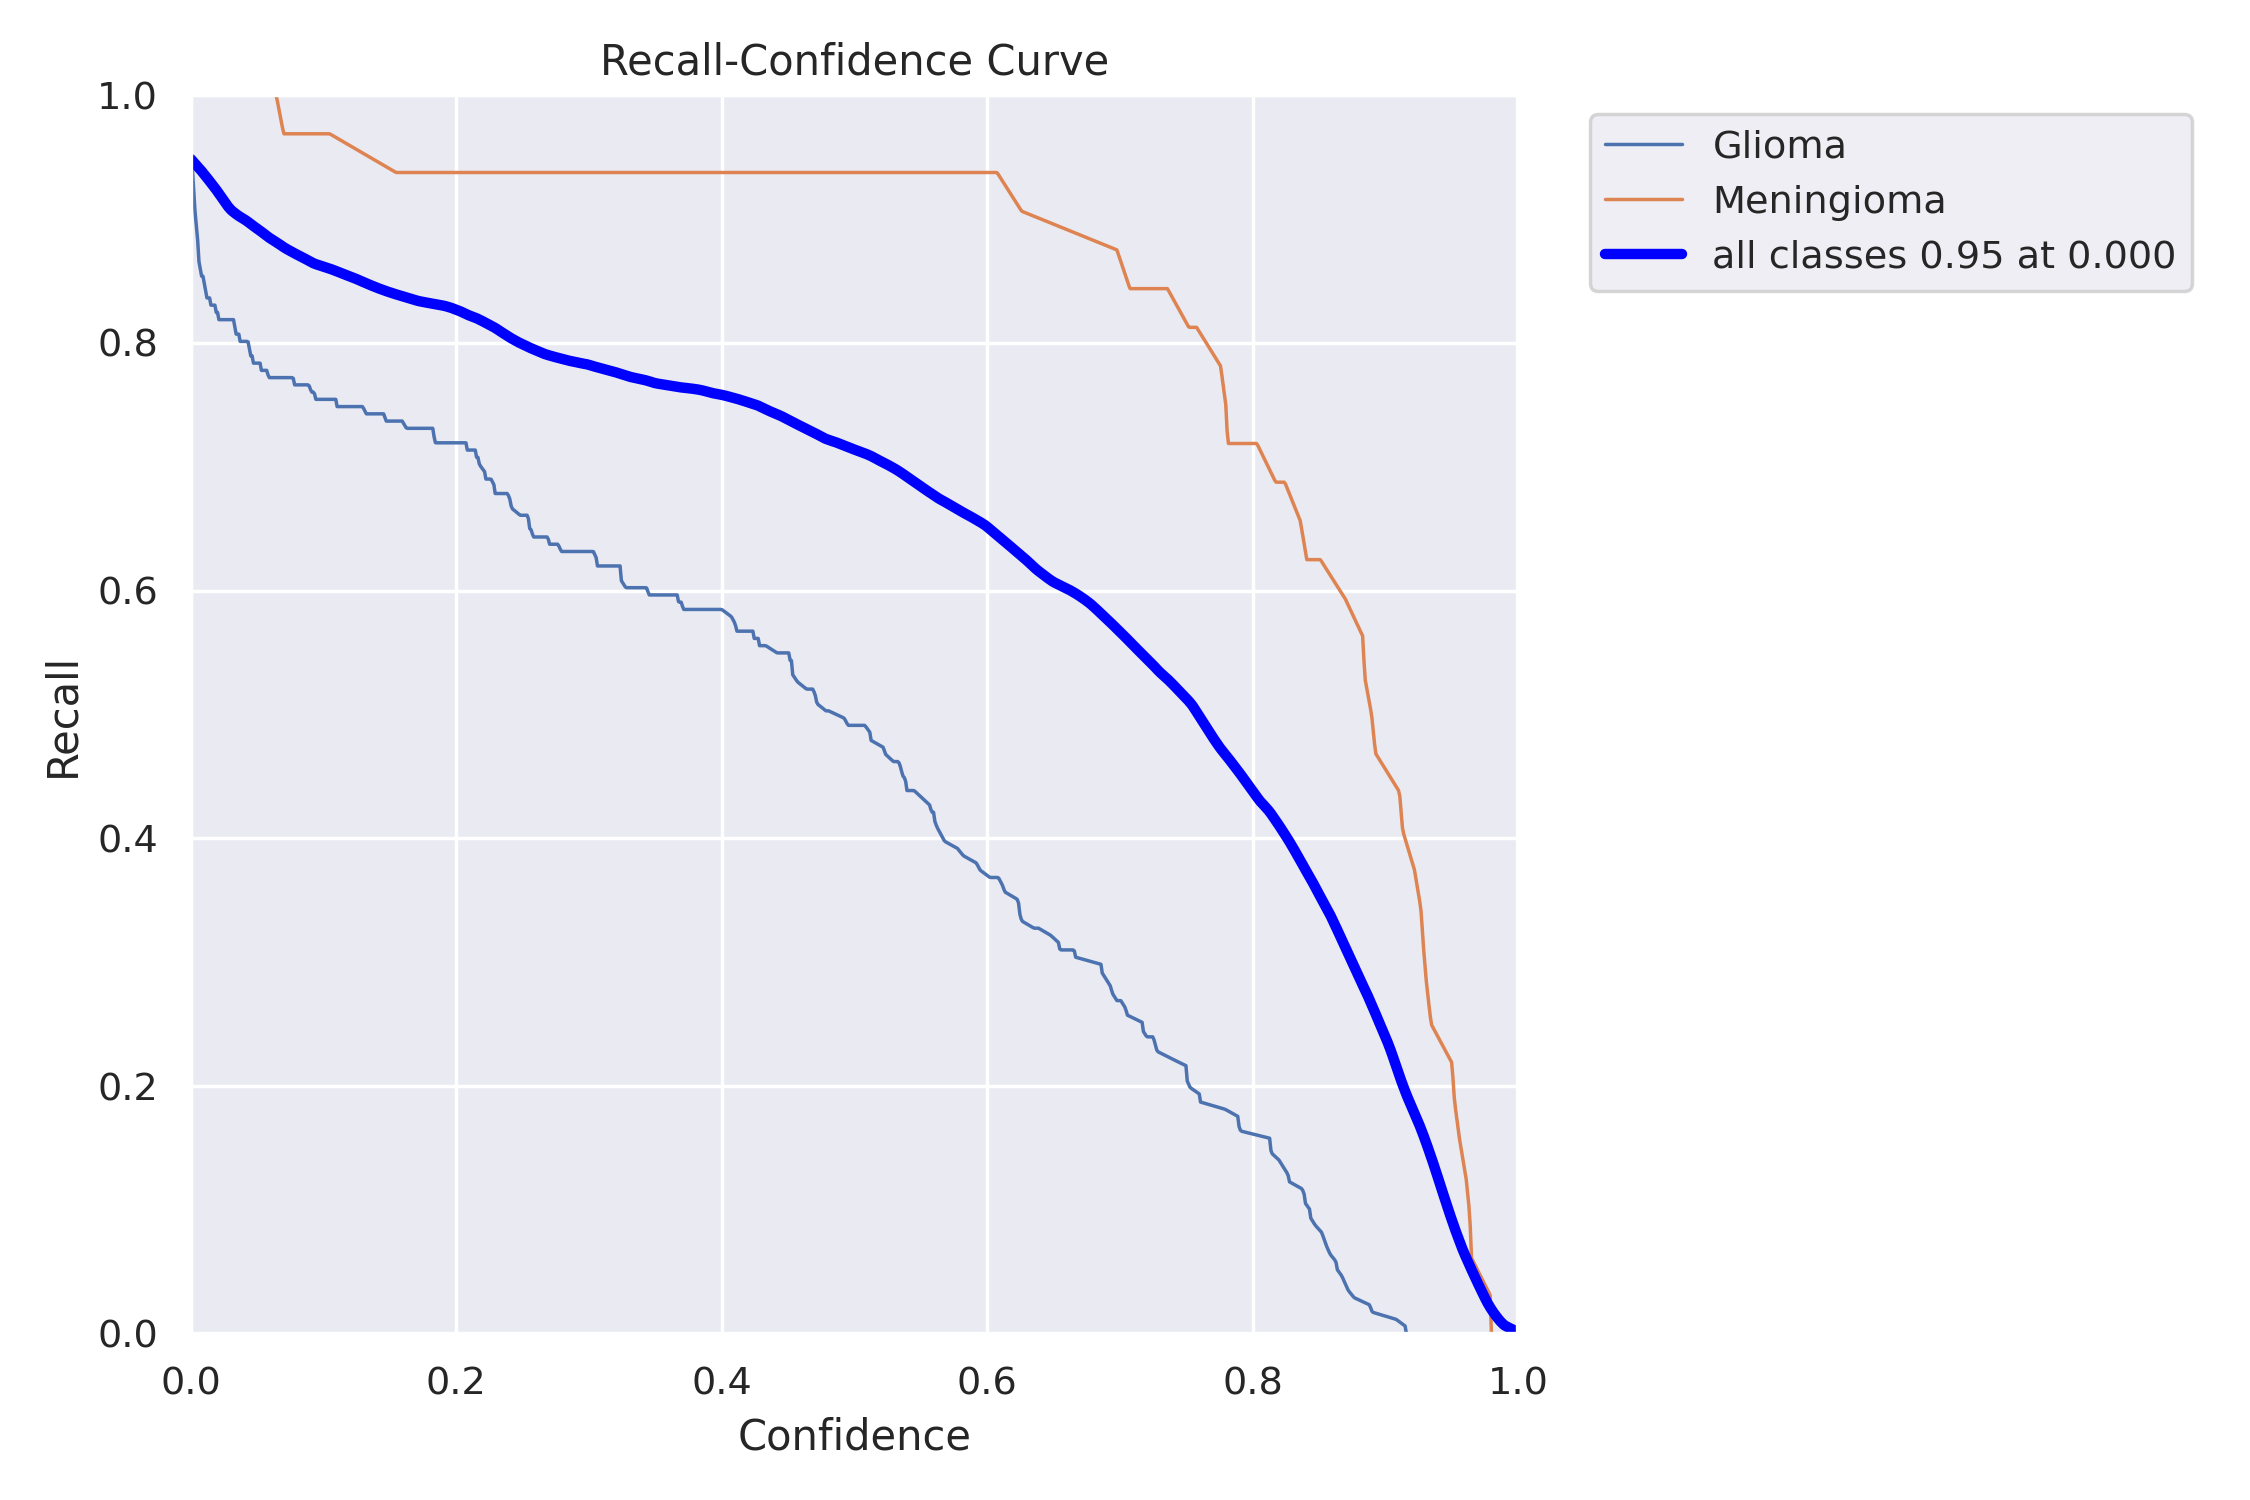 Recall-Confidence Curve
1.0
0.8
0.6
0.4
0.2
0.0
Recall
0.0 0.2 0.4 0.6 0.8 1.0
Confidence
Glioma
Meningioma
all classes 0.95 at 0.000